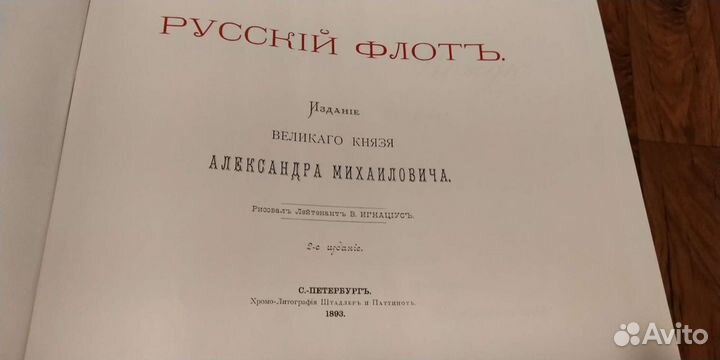 РУССКІЙ ФЛОТЪ.
Изданіе
ВЕЛИКАГО КНЯЗЯ
АЛЕКСАНДРА МИХАИЛОВИЧА.
Рисовалъ Лейтенантъ В. ИГНАЦІУСЪ.
2-е изданіе.
С.-ПЕТЕРБУРГЪ.
Хромо-Литографія Штадлеръ и Паттинотъ.
1893.
Avito